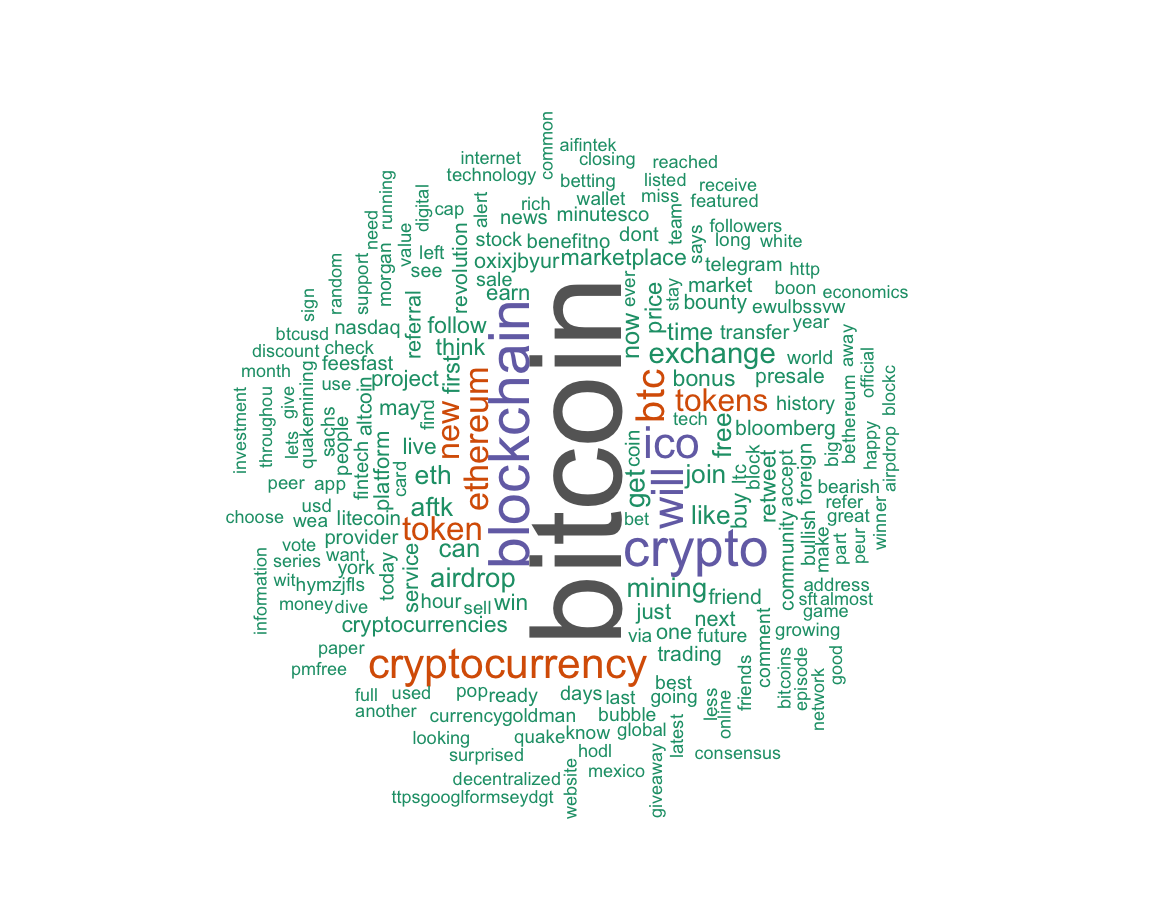 common
aifintek
internet
closing
reached
technology
betting
listed
receive
running
digital
cap
alert
rich
wallet
miss
featured
news
minutesco
teams
followers
need
value
left
revolution
stock
benefitno
dont
says
long
white
random
support
morgan
see
oxixjbyur
marketplace
telegram
http
sale
ever
stay
market
boon
economics
sign
earn
price
bounty
ewulbssvw
btcusd
nasdaq
referral
follow
now
time
transfer
year
discount
check
think
exchange
world
away
official
month
feesfast
first
blockchain
bitcoin
btc
bonus
presale
use
project
new
ethereum
tokens
history
investment
throughou
give
lets
quakemining
sachs
people
altcoin
fintech
may
find
tech
free
bloomberg
bethereum
happy
blockc
airdrop
live
coin
ico
big
platform
card
eth
get
will
join
ltc
block
buy
retweet
accept
community
foreign
bullish
bearish
peer
app
usd
aftk
bet
like
refer
great
choose
wea
litecoin
token
winner
provider
crypto
make
part
peur
vote
want
can
series
york
today
service
airdrop
mining
address
wit
hymzjfls
hour
sell
win
friend
sft
almost
information
money
dive
just
next
game
cryptocurrencies
via
one
future
growing
paper
cryptocurrency
trading
comment
pmfree
friends
bitcoins
episode
network
good
full
used
pop
ready
days
last
best
going
less
online
another
currencygoldman
bubble
looking
quake
know
global
latest
surprised
hodl
consensus
decentralized
website
mexico
giveaway
ttpsgooglformseydgt